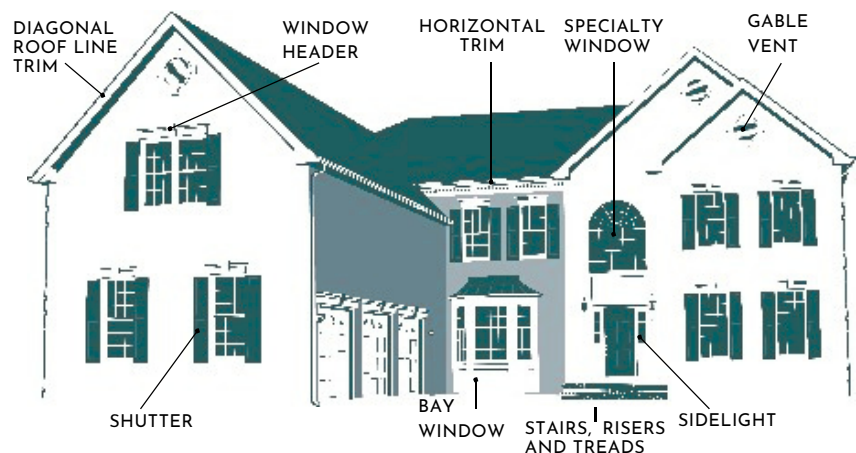 DIAGONAL
ROOF LINE
TRIM
WINDOW
HEADER
HORIZONTAL
TRIM
SPECIALTY
WINDOW
GABLE
VENT
SHUTTER
BAY
WINDOW
STAIRS, RISERS
AND TREADS
SIDELIGHT